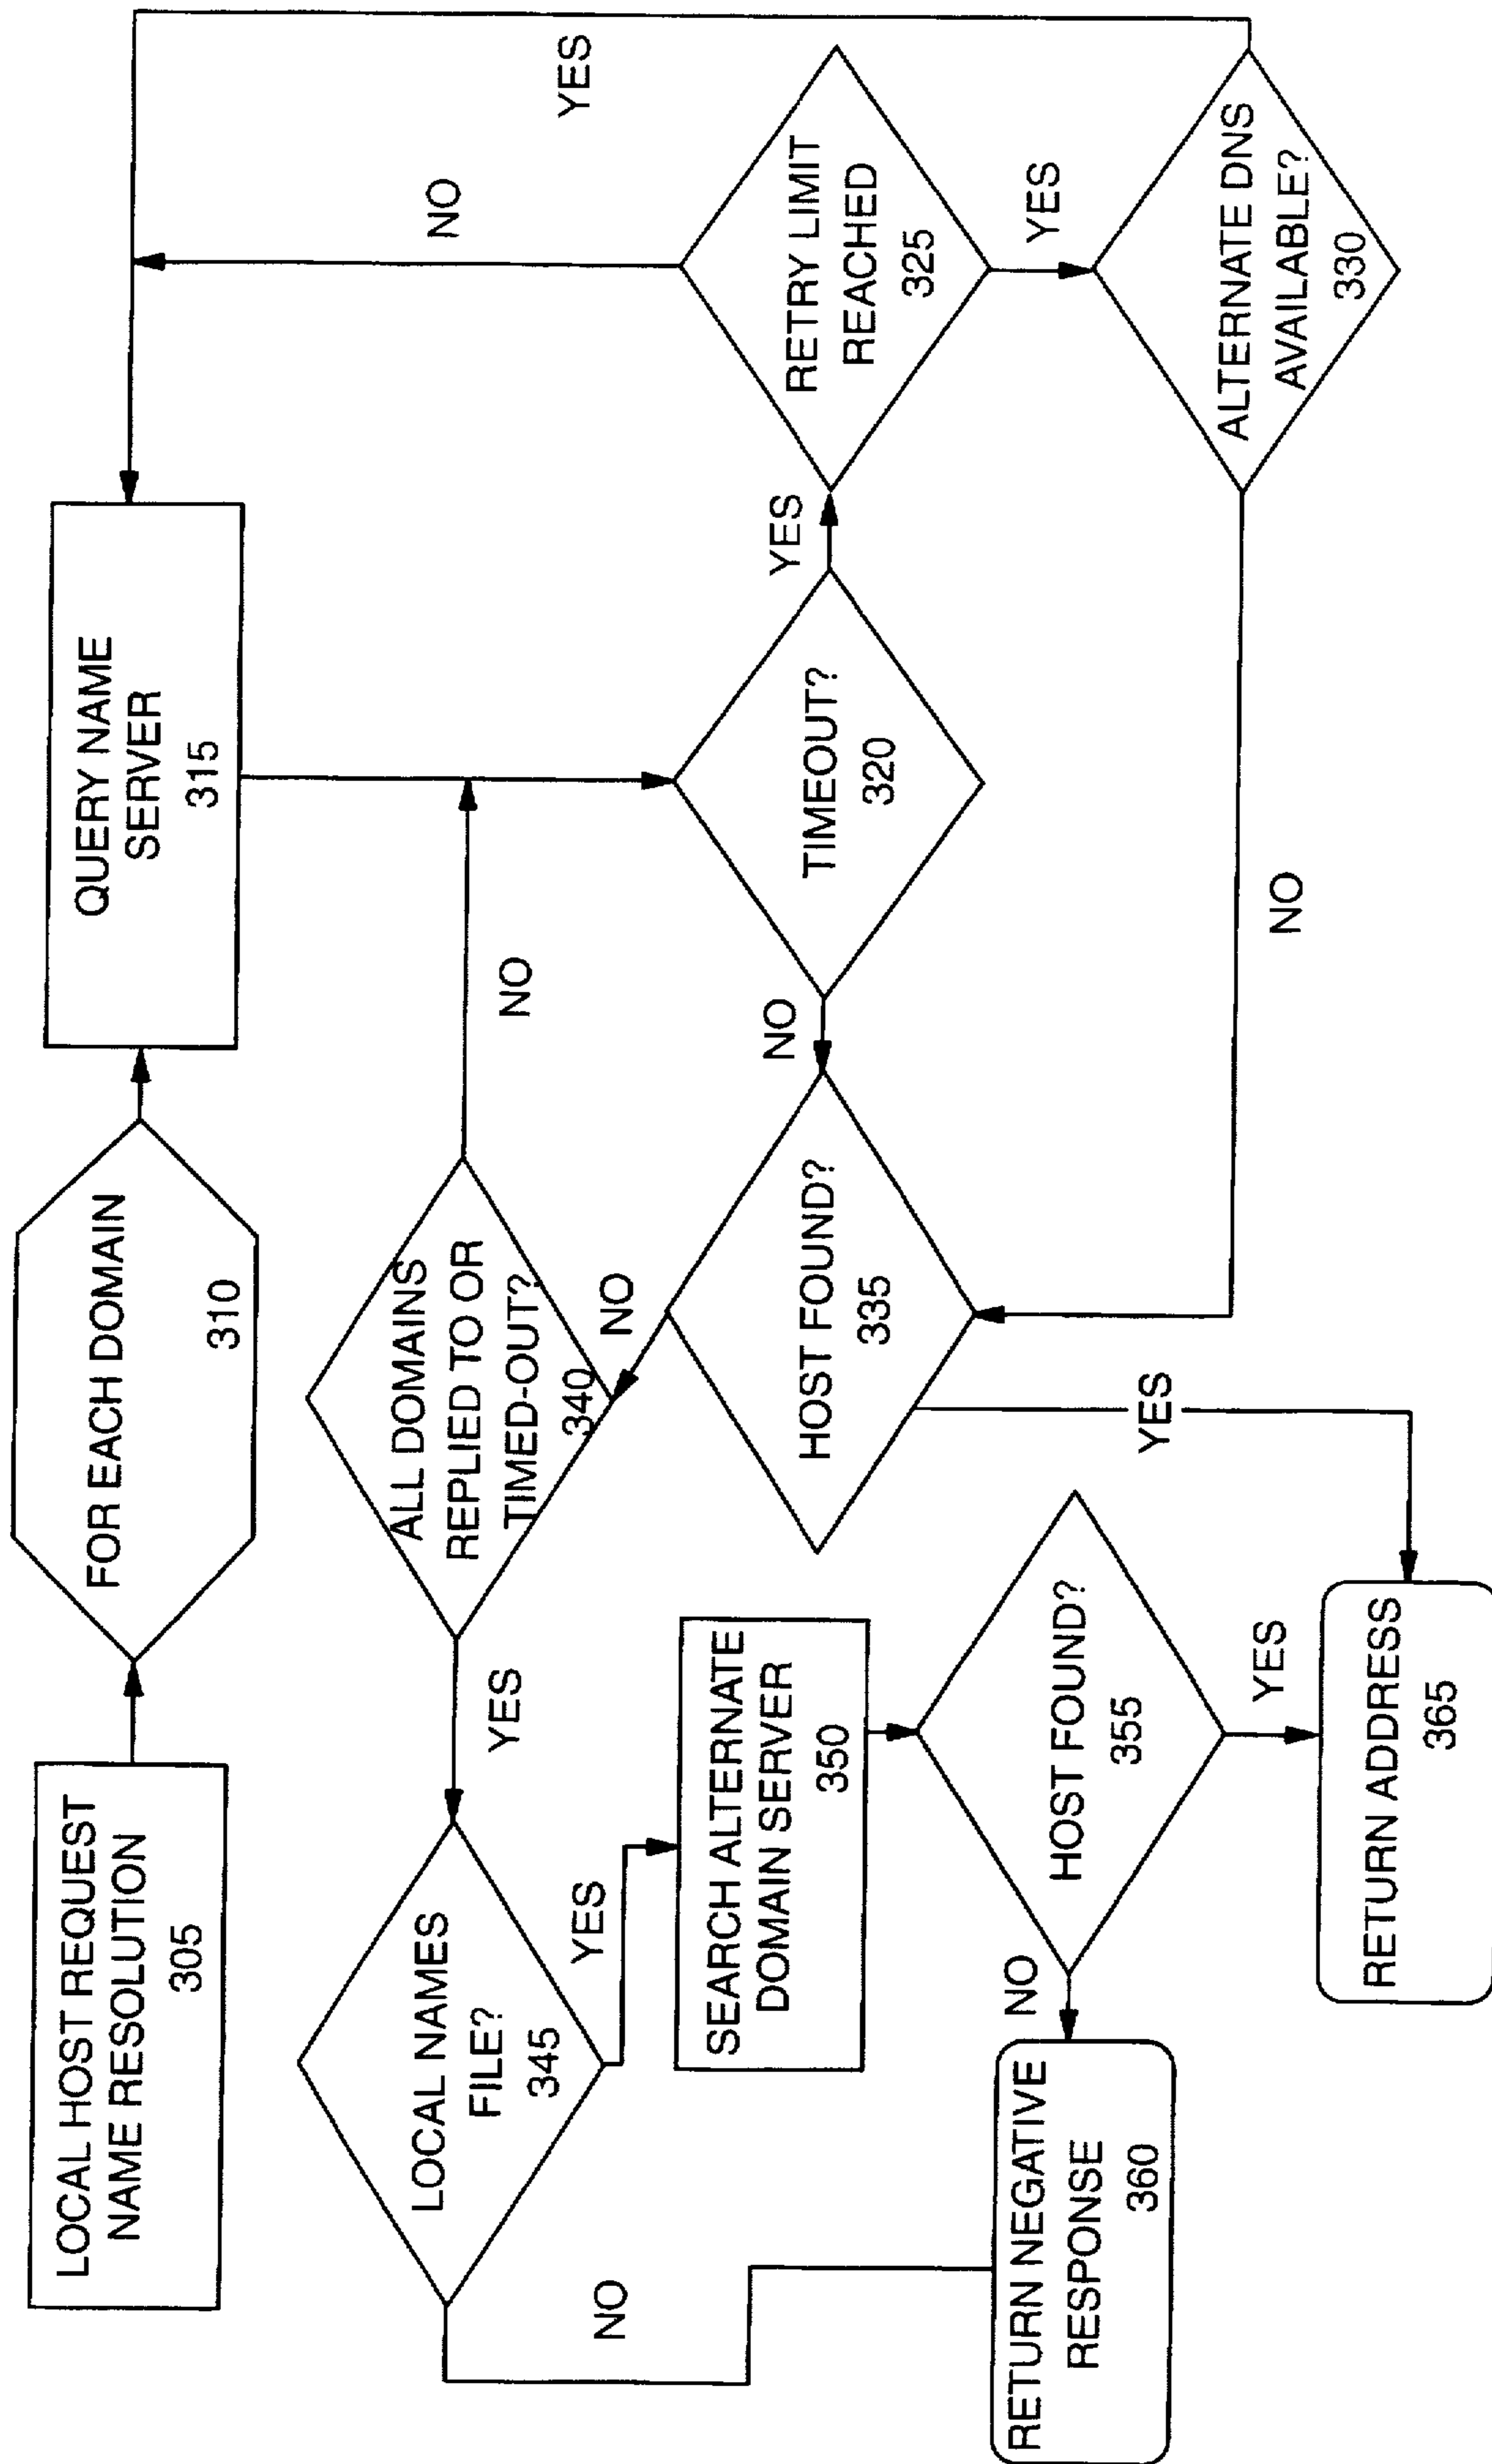 LOCAL HOST REQUEST
NAME RESOLUTION
305
FOR EACH DOMAIN
310
QUERY NAME
SERVER
315
YES
NO
RETRY LIMIT
REACHED
325
YES
ALTERNATE DNS
AVAILABLE?
330
TIMEOUT?
320
YES
NO
NO
HOST FOUND?
335
NO
YES
ALL DOMAINS
REPLIED TO OR
TIMED-OUT?
340
NO
YES
LOCAL NAMES
FILE?
345
YES
NO
SEARCH ALTERNATE
DOMAIN SERVER
350
HOST FOUND?
355
NO
YES
RETURN NEGATIVE
RESPONSE
360
RETURN ADDRESS
365